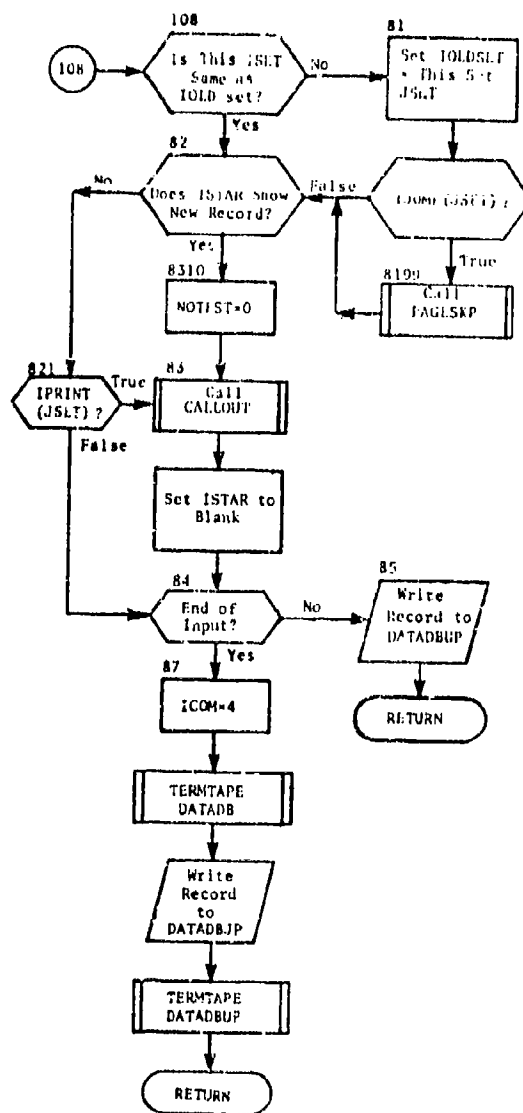 108
108
Is This JSLT
Same as
IOLD set?
No
81
Set IOLDSLT
= This Set
JSLT
Yes
82
No
Does ISTAR Show
New Record?
False
(JSLT) ?
Yes
True
8310
NOTFST=0
8199
Call
PAGESKP
821
IPRINT
(JSLT) ?
True
83
Call
CALLOUT
False
Set ISTAR to
Blank
84
End of
Input?
No
85
Write
Record to
DATADBUP
Yes
87
ICOM=4
RETURN
TERMTAPE
DATADB
Write
Record
to
DATADBJP
TERMTAPE
DATADBUP
RETURN